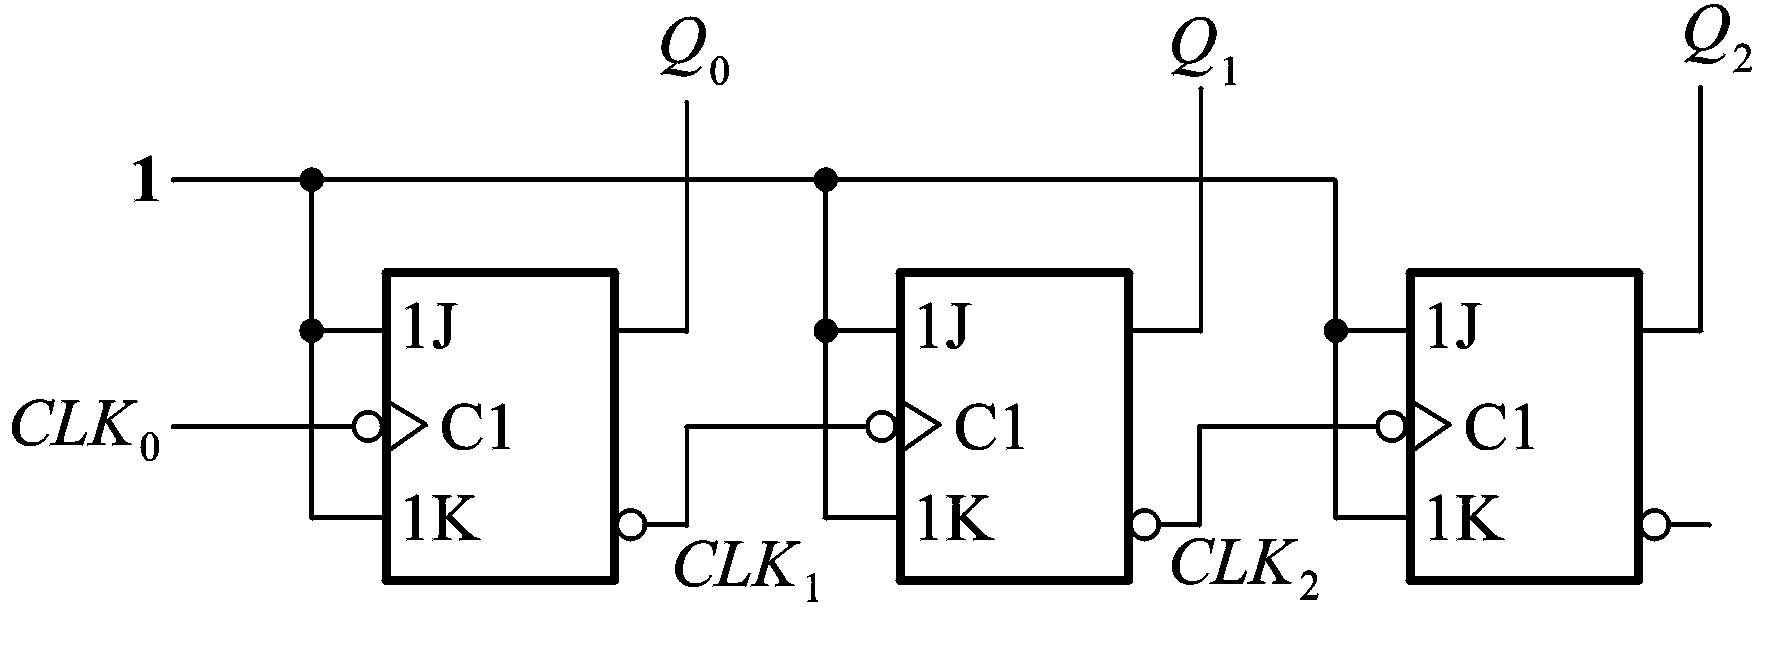 Q0 Q1 Q2
1
1J 1J 1J
CLK0 C1 C1 C1
1K 1K 1K
CLK1 CLK2